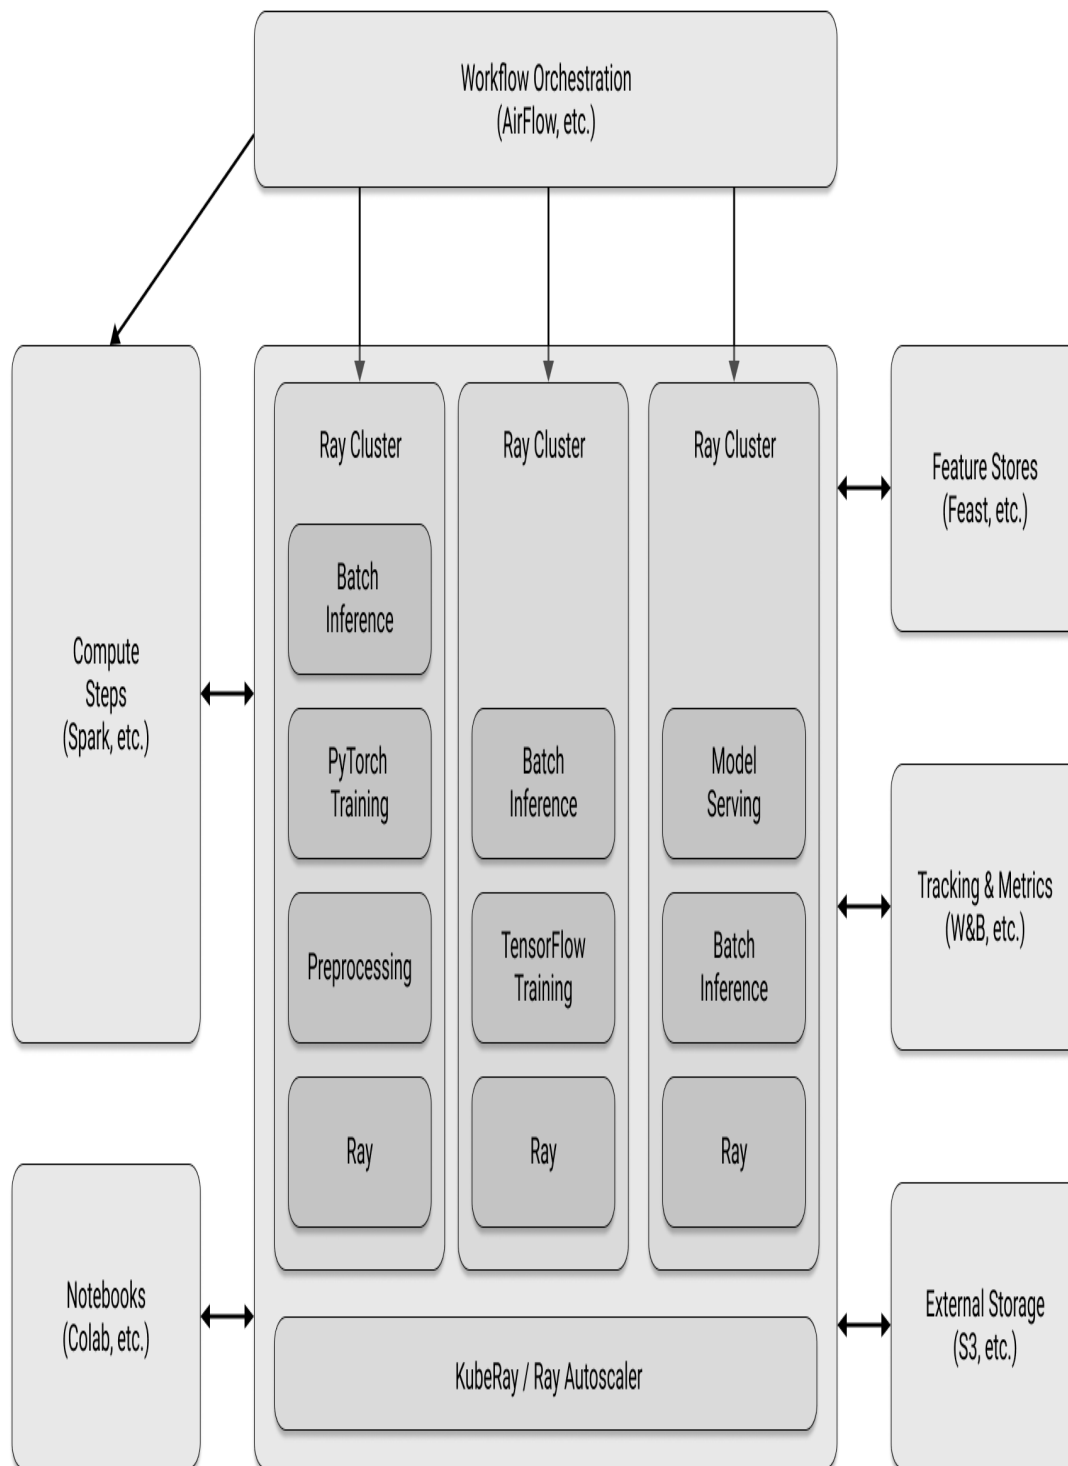 Workflow Orchestration
(AirFlow, etc.)
Compute
Steps
(Spark, etc.)
Notebooks
(Colab, etc.)
Ray Cluster
Batch
Inference
PyTorch
Training
Preprocessing
Ray
Ray Cluster
Batch
Inference
TensorFlow
Training
Ray
Ray Cluster
Model
Serving
Batch
Inference
Ray
KubeRay / Ray Autoscaler
Feature Stores
(Feast, etc.)
Tracking & Metrics
(W&B, etc.)
External Storage
(S3, etc.)